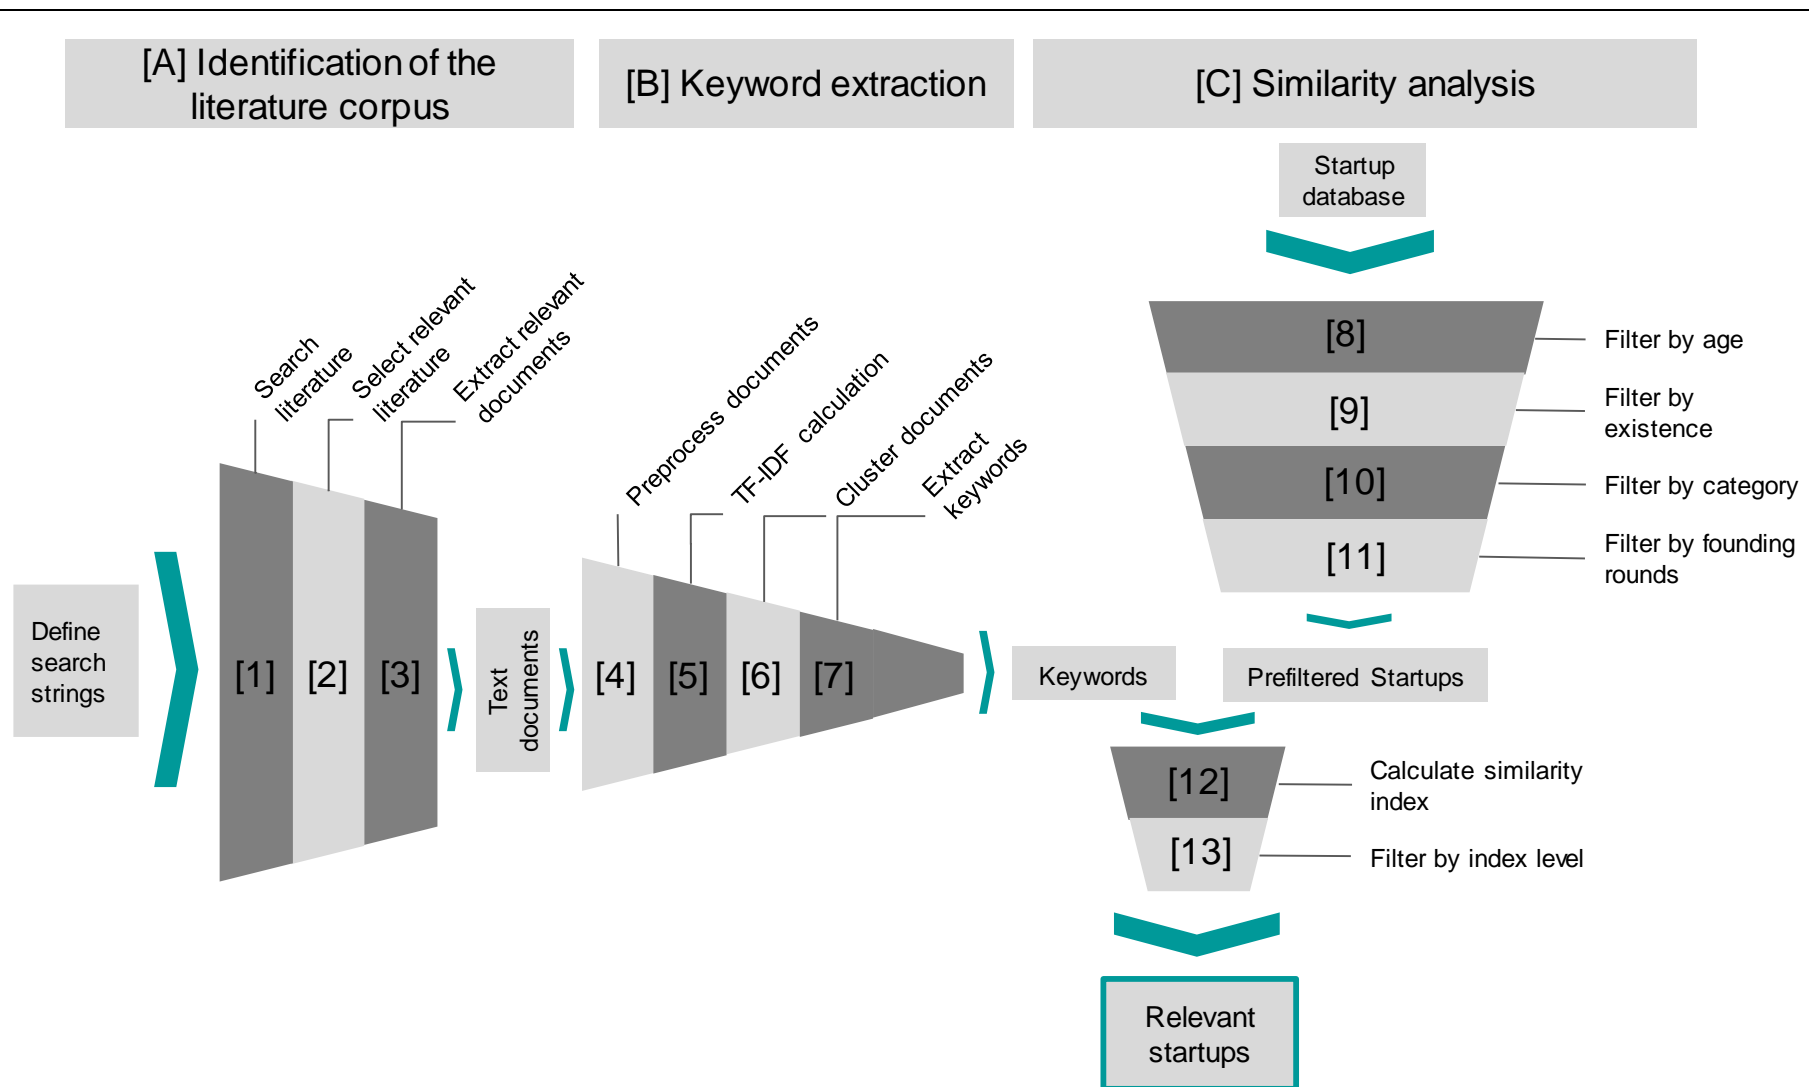 [A] Identification of the
literature corpus
[B] Keyword extraction
[C] Similarity analysis
Startup
database
Search
literature
Select relevant
literature
Extract relevant
documents
Preprocess documents
TF-IDF calculation
Cluster documents
Extract
keywords
[8]
Filter by age
[9]
Filter by
existence
[10]
Filter by category
[11]
Filter by founding
rounds
Define
search
strings
[1]
[2]
[3]
Text
documents
[4]
[5]
[6]
[7]
Keywords
Prefiltered Startups
[12]
Calculate similarity
index
[13]
Filter by index level
Relevant
startups